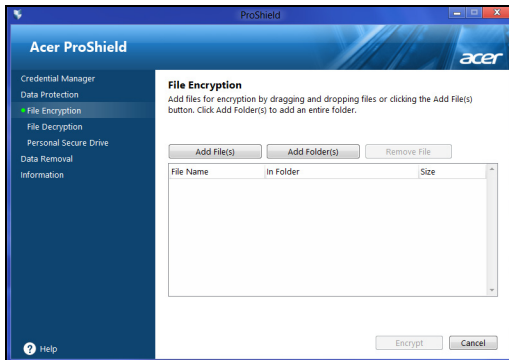 ProShield
Acer ProShield
acer
Credential Manager
Data Protection
File Encryption
File Decryption
Personal Secure Drive
Data Removal
Information
Help
File Encryption
Add files for encryption by dragging and dropping files or clicking the Add File(s)
button. Click Add Folder(s) to add an entire folder.
Add File(s) Add Folder(s) Remove File
File Name In Folder Size
Encrypt Cancel